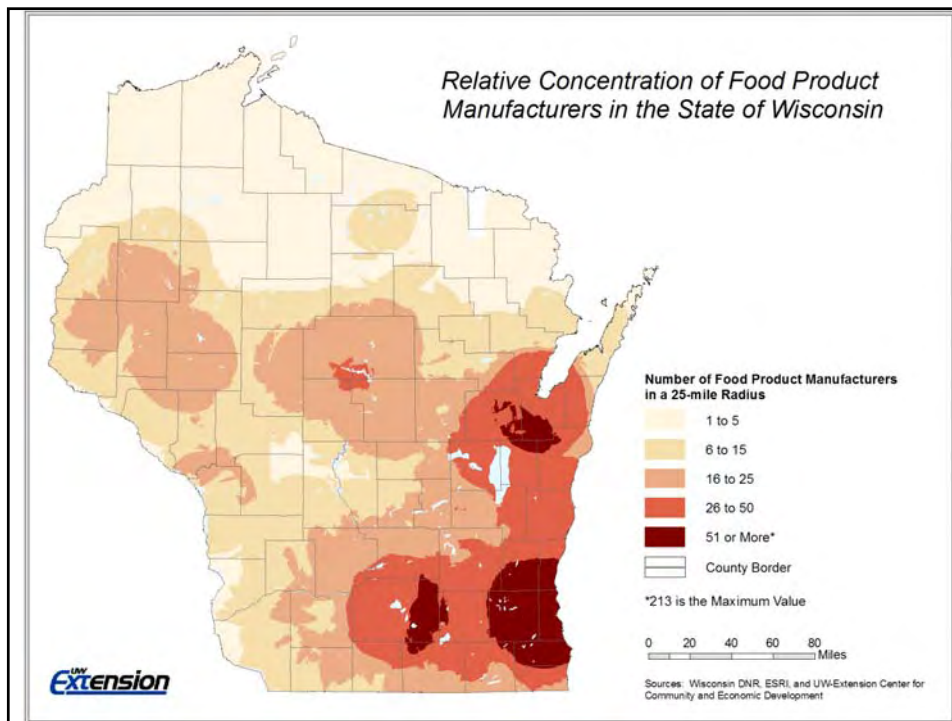 Relative Concentration of Food Product
Manufacturers in the State of Wisconsin
Number of Food Product Manufacturers
in a 25-mile Radius
1 to 5
6 to 15
16 to 25
26 to 50
51 or More*
County Border
*213 is the Maximum Value
0 20 40 60 80
Miles
Sources: Wisconsin DNR, ESRI, and UW-Extension Center for
Community and Economic Development
UW
Extension